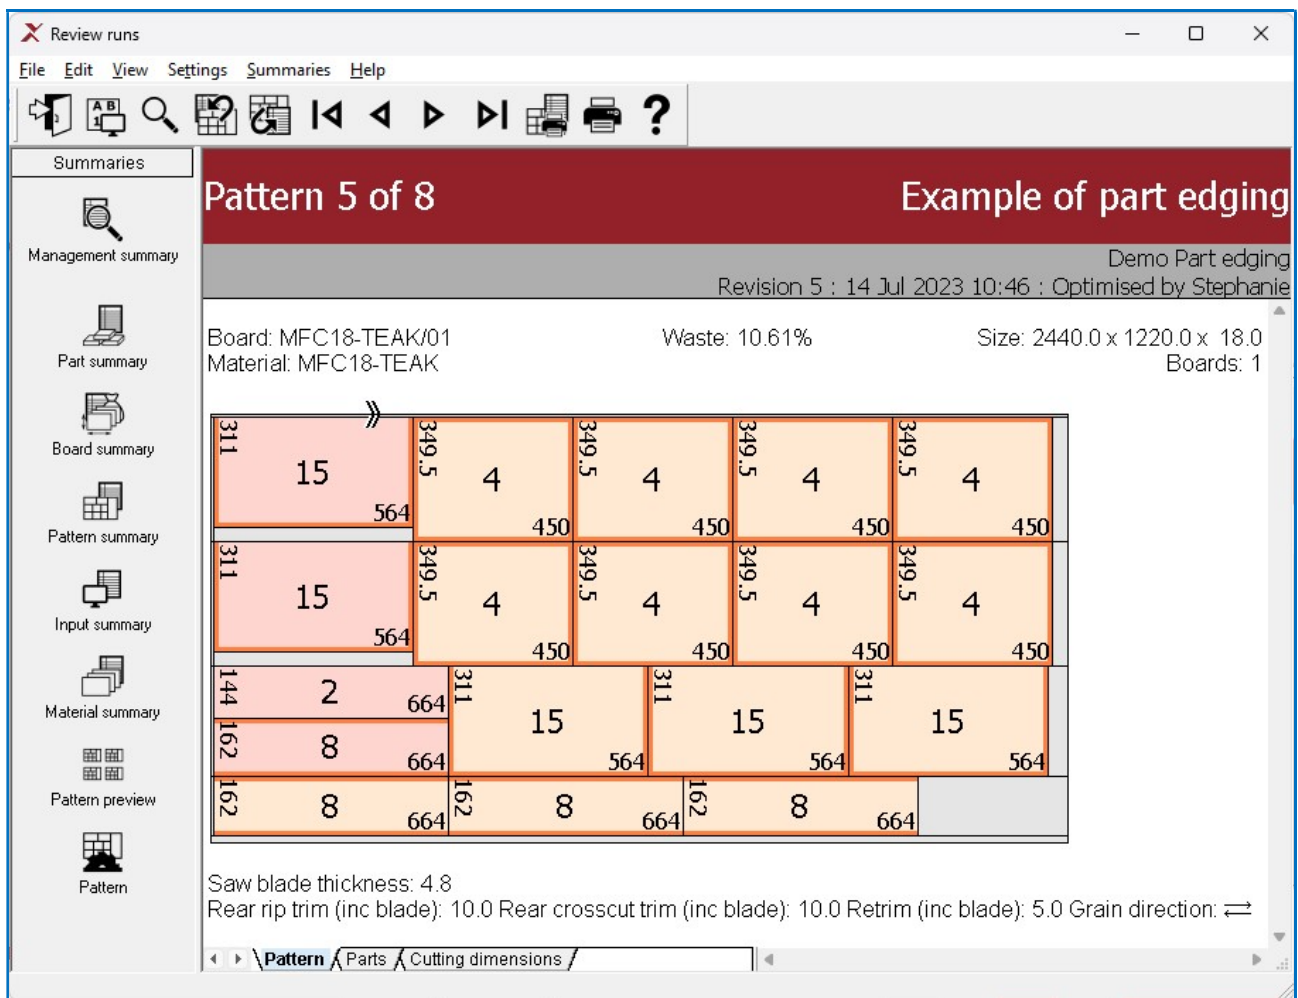 Review runs
File Edit View Settings Summaries Help
A B
1
?
Summaries
Management summary
Part summary
Board summary
Pattern summary
Input summary
Material summary
Pattern preview
Pattern
Pattern 5 of 8 Example of part edging
Demo Part edging
Revision 5 : 14 Jul 2023 10:46 : Optimised by Stephanie
Board: MFC18-TEAK/01 Waste: 10.61% Size: 2440.0 x 1220.0 x 18.0
Material: MFC18-TEAK Boards: 1
311 349.5 349.5 349.5 349.5
15 4 4 4 4
564 450 450 450 450
311 349.5 349.5 349.5 349.5
15 4 4 4 4
564 450 450 450 450
144 2 664 311 15 564 311 15 564 311 15 564
162 8 664
162 8 664 162 8 664 162 8 664
Saw blade thickness: 4.8
Rear rip trim (inc blade): 10.0 Rear crosscut trim (inc blade): 10.0 Retrim (inc blade): 5.0 Grain direction:
Pattern Parts Cutting dimensions